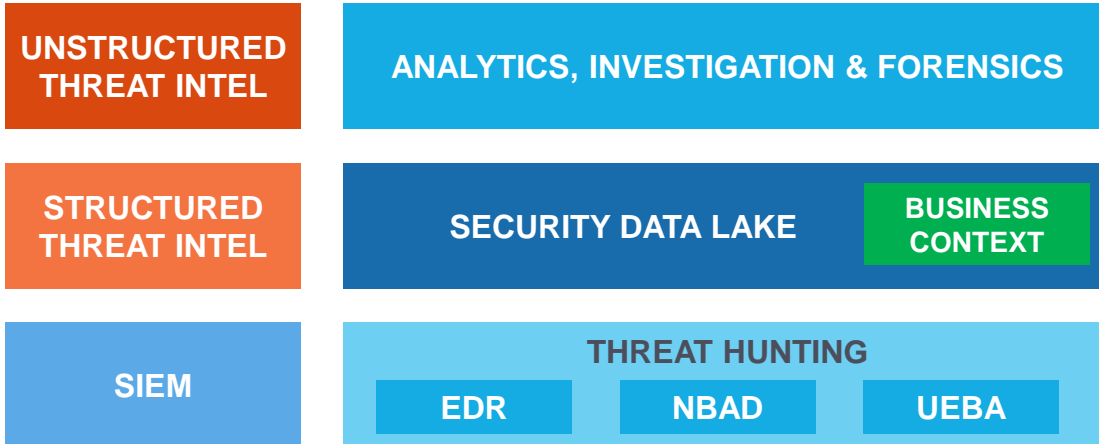 UNSTRUCTURED
THREAT INTEL
ANALYTICS, INVESTIGATION & FORENSICS
STRUCTURED
THREAT INTEL
SECURITY DATA LAKE
BUSINESS
CONTEXT
SIEM
THREAT HUNTING
EDR
NBAD
UEBA